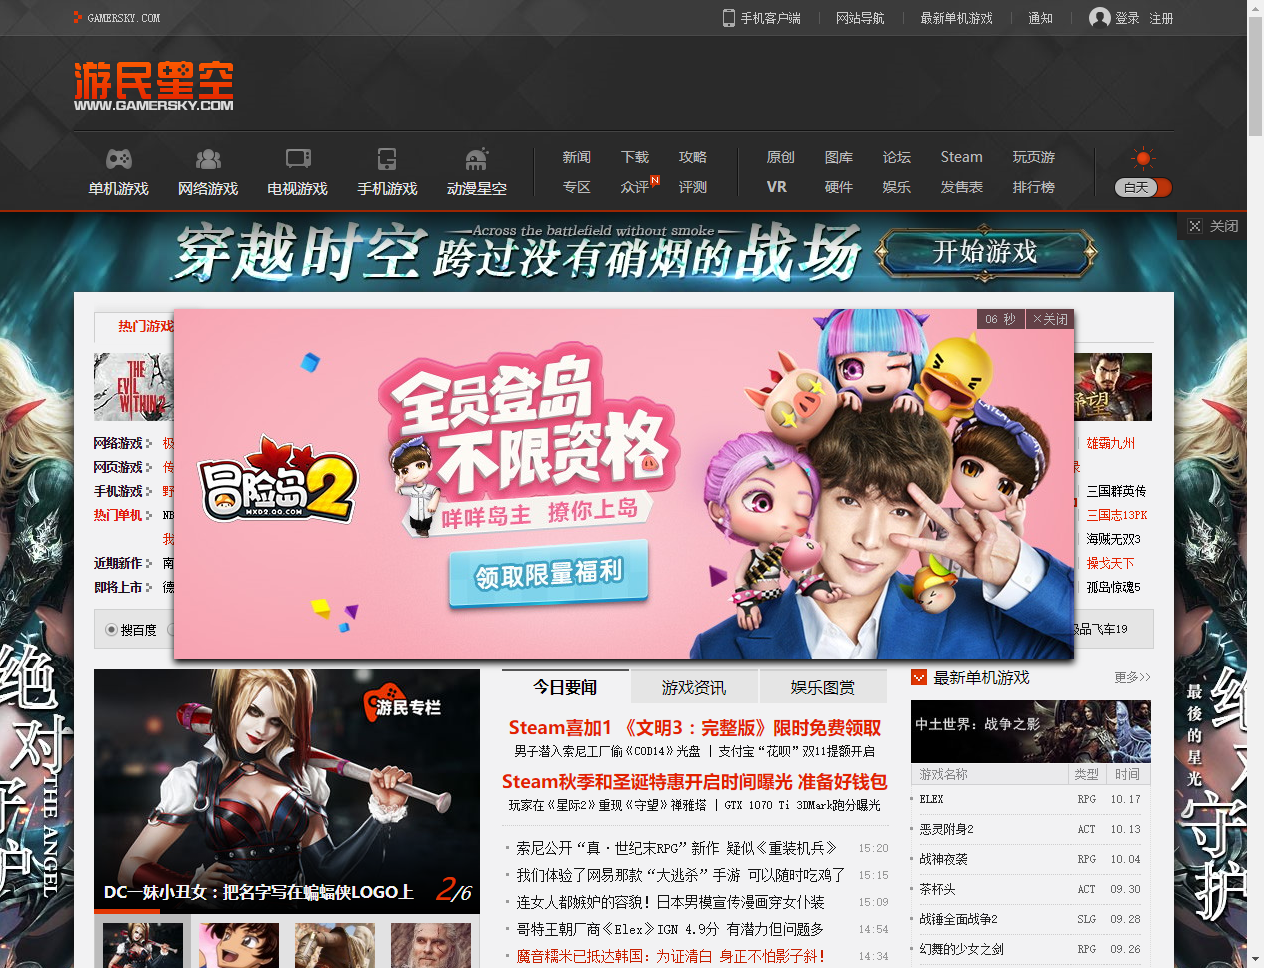 GAMERSKY.COM
手机客户端 网站导航 最新单机游戏 通知 登录 注册
游民星空
WWW.GAMERSKY.COM
单机游戏 网络游戏 电视游戏 手机游戏 动漫星空
新闻 下载 攻略 原创 图库 论坛 Steam 玩页游
专区 众评 N 评测 VR 硬件 娱乐 发售表 排行榜
白天
穿越时空 Across the battlefield without smoke 跨过没有硝烟的战场 开始游戏
关闭
热门游戏
06 秒 ×关闭
THE EVIL WITHIN 2
全员登岛
不限资格
冒险岛2
MXD2.QQ.COM
咩咩岛主 撩你上岛
领取限量福利
野望
网络游戏 极 雄霸九州
网页游戏 传 录
手机游戏 野 三国群英传
热门单机 NB 三国志13PK
我 海贼无双3
近期新作 南 操戈天下
即将上市 德 孤岛惊魂5
搜百度 极品飞车19
绝对守护
THE ANGEL
最後的星光
绝对守护
游民专栏
DC一妹小丑女：把名字写在蝙蝠侠LOGO上 2/6
今日要闻 游戏资讯 娱乐图赏
Steam喜加1 《文明3：完整版》限时免费领取
男子潜入索尼工厂偷《COD14》光盘 | 支付宝“花呗”双11提额开启
Steam秋季和圣诞特惠开启时间曝光 准备好钱包
玩家在《星际2》重现《守望》禅雅塔 | GTX 1070 Ti 3DMark跑分曝光
索尼公开“真·世纪末RPG”新作 疑似《重装机兵》 15:20
我们体验了网易那款“大逃杀”手游 可以随时吃鸡了 15:15
连女人都嫉妒的容貌！日本男模宣传漫画穿女仆装 15:09
哥特王朝厂商《Elex》IGN 4.9分 有潜力但问题多 14:54
魔音糯米已抵达韩国：为证清白 身正不怕影子斜！ 14:34
最新单机游戏 更多>>
中土世界：战争之影
游戏名称 类型 时间
ELEX RPG 10.17
恶灵附身2 ACT 10.13
战神夜袭 RPG 10.04
茶杯头 ACT 09.30
战锤全面战争2 SLG 09.28
幻舞的少女之剑 RPG 09.26